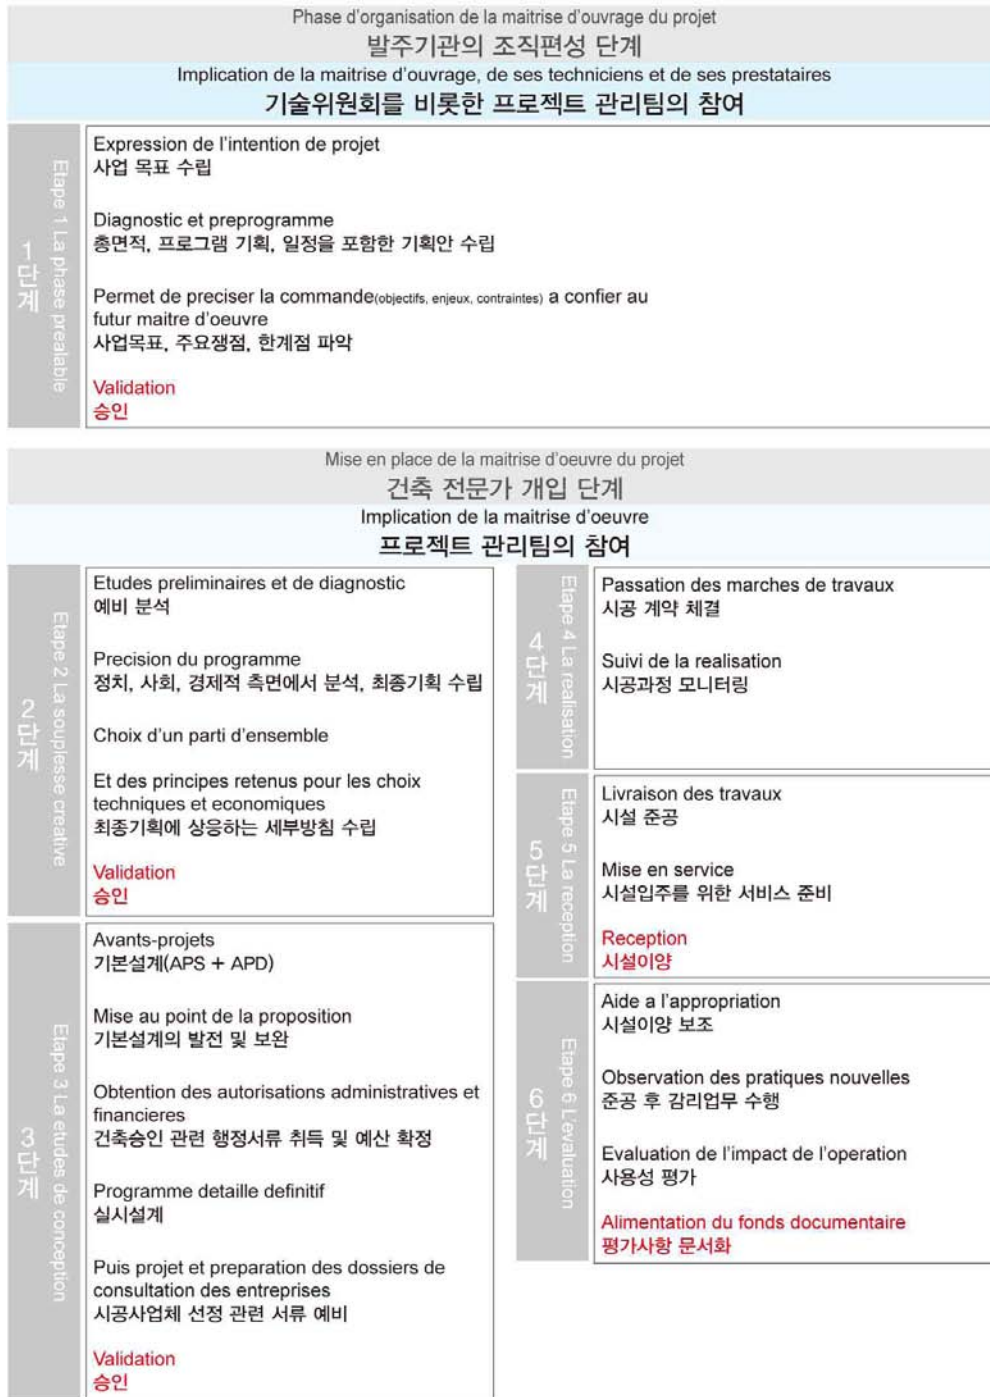 Phase d'organisation de la maitrise d'ouvrage du projet
발주기관의 조직편성 단계
Implication de la maitrise d'ouvrage, de ses techniciens et de ses prestataires
기술위원회를 비롯한 프로젝트 관리팀의 참여
1단계
Etape 1 La phase prealable
Expression de l'intention de projet
사업 목표 수립
Diagnostic et preprogramme
총면적, 프로그램 기획, 일정을 포함한 기획안 수립
Permet de preciser la commande(objectifs, enjeux, contraintes) a confier au
futur maitre d'oeuvre
사업목표, 주요쟁점, 한계점 파악
Validation
승인
Mise en place de la maitrise d'oeuvre du projet
건축 전문가 개입 단계
Implication de la maitrise d'oeuvre
프로젝트 관리팀의 참여
2단계
Etape 2 La souplesse creative
Etudes preliminaires et de diagnostic
예비 분석
Precision du programme
정치, 사회, 경제적 측면에서 분석, 최종기획 수립
Choix d'un parti d'ensemble
Et des principes retenus pour les choix
techniques et economiques
최종기획에 상응하는 세부방침 수립
Validation
승인
3단계
Etape 3 La etudes de conception
Avants-projets
기본설계(APS + APD)
Mise au point de la proposition
기본설계의 발전 및 보완
Obtention des autorisations administratives et
financieres
건축승인 관련 행정서류 취득 및 예산 확정
Programme detaille definitif
실시설계
Puis projet et preparation des dossiers de
consultation des entreprises
시공사업체 선정 관련 서류 예비
Validation
승인
4단계
Etape 4 La realisation
Passation des marches de travaux
시공 계약 체결
Suivi de la realisation
시공과정 모니터링
5단계
Etape 5 La reception
Livraison des travaux
시설 준공
Mise en service
시설입주를 위한 서비스 준비
Reception
시설이양
6단계
Etape 6 L'evaluation
Aide a l'appropriation
시설이양 보조
Observation des pratiques nouvelles
준공 후 감리업무 수행
Evaluation de l'impact de l'operation
사용성 평가
Alimentation du fonds documentaire
평가사항 문서화